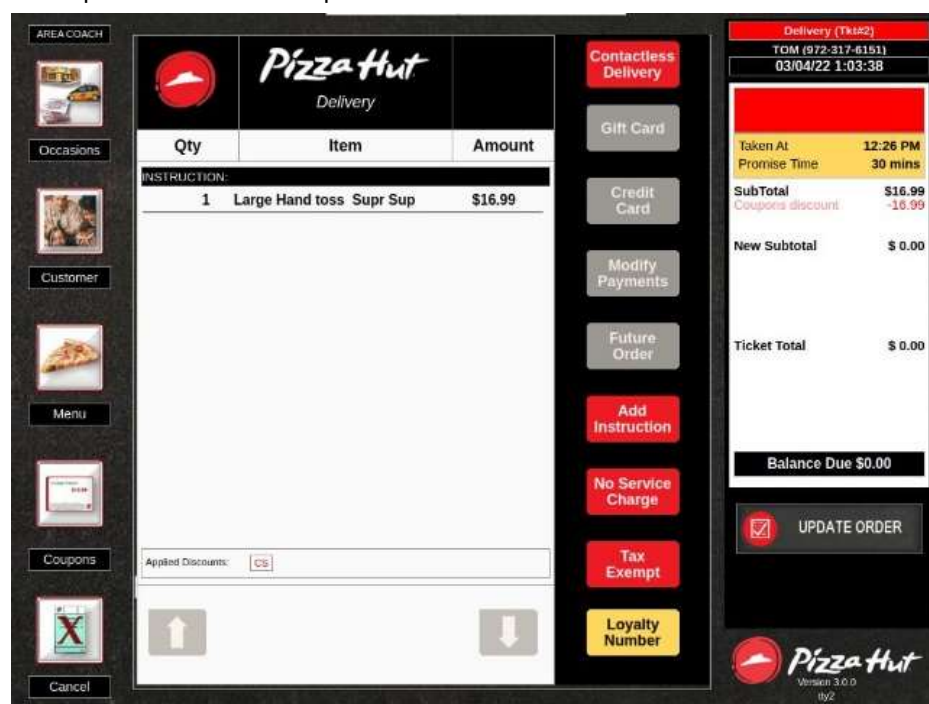 AREA COACH
Occasions
Customer
Menu
Coupons
Cancel
Pizza Hut
Delivery
Qty Item Amount
INSTRUCTION:
1 Large Hand toss Supr Sup $16.99
Applied Discounts: CS
Contactless
Delivery
Gift Card
Credit
Card
Modify
Payments
Future
Order
Add
Instruction
No Service
Charge
Tax
Exempt
Loyalty
Number
Delivery (Tkt#2)
TOM (972-317-6151)
03/04/22 1:03:38
Taken At 12:26 PM
Promise Time 30 mins
SubTotal $16.99
Coupons discount -16.99
New Subtotal $ 0.00
Ticket Total $ 0.00
Balance Due $0.00
UPDATE ORDER
Pizza Hut
Version 3.0.0
tty2